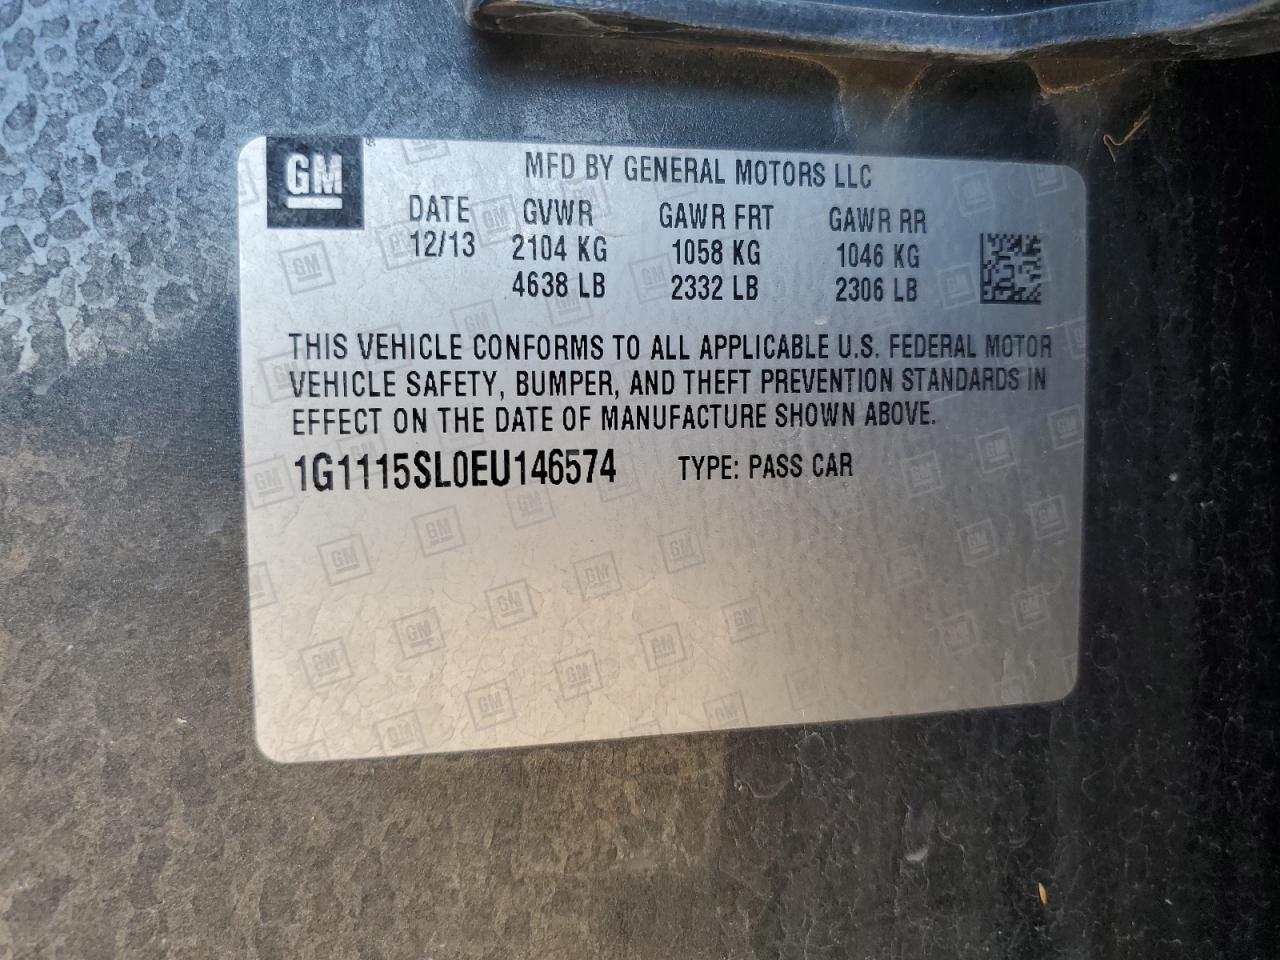 GM
MFD BY GENERAL MOTORS LLC
DATE GVWR GAWR FRT GAWR RR
12/13 2104 KG 1058 KG 1046 KG
4638 LB 2332 LB 2306 LB
THIS VEHICLE CONFORMS TO ALL APPLICABLE U.S. FEDERAL MOTOR
VEHICLE SAFETY, BUMPER, AND THEFT PREVENTION STANDARDS IN
EFFECT ON THE DATE OF MANUFACTURE SHOWN ABOVE.
1G1115SL0EU146574 TYPE: PASS CAR